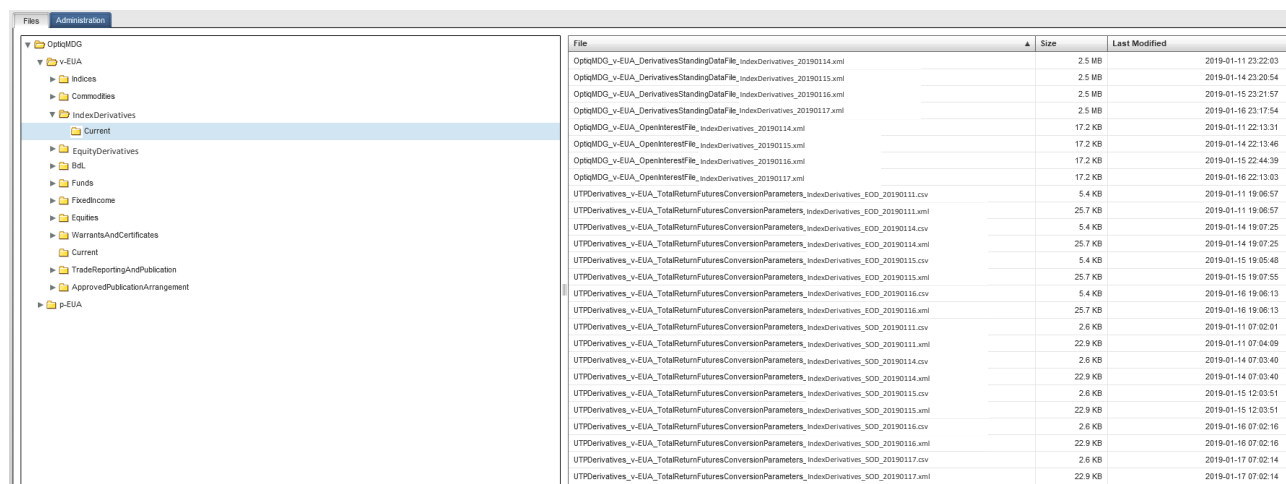 Files Administration
OptiqMDG
v-EUA
Indices
Commodities
IndexDerivatives
Current
EquityDerivatives
BdL
Funds
FixedIncome
Equities
WarrantsAndCertificates
Current
TradeReportingAndPublication
ApprovedPublicationArrangement
p-EUA
File Size Last Modified
OptiqMDG_v-EUA_DerivativesStandingDataFile_IndexDerivatives_20190114.xml 2.5 MB 2019-01-11 23:22:03
OptiqMDG_v-EUA_DerivativesStandingDataFile_IndexDerivatives_20190115.xml 2.5 MB 2019-01-14 23:20:54
OptiqMDG_v-EUA_DerivativesStandingDataFile_IndexDerivatives_20190116.xml 2.5 MB 2019-01-15 23:21:57
OptiqMDG_v-EUA_DerivativesStandingDataFile_IndexDerivatives_20190117.xml 2.5 MB 2019-01-16 23:17:54
OptiqMDG_v-EUA_OpenInterestFile_IndexDerivatives_20190114.xml 17.2 KB 2019-01-11 22:13:31
OptiqMDG_v-EUA_OpenInterestFile_IndexDerivatives_20190115.xml 17.2 KB 2019-01-14 22:13:46
OptiqMDG_v-EUA_OpenInterestFile_IndexDerivatives_20190116.xml 17.2 KB 2019-01-15 22:44:39
OptiqMDG_v-EUA_OpenInterestFile_IndexDerivatives_20190117.xml 17.2 KB 2019-01-16 22:13:03
UTPDerivatives_v-EUA_TotalReturnFuturesConversionParameters_IndexDerivatives_EOD_20190111.csv 5.4 KB 2019-01-11 19:06:57
UTPDerivatives_v-EUA_TotalReturnFuturesConversionParameters_IndexDerivatives_EOD_20190111.xml 25.7 KB 2019-01-11 19:06:57
UTPDerivatives_v-EUA_TotalReturnFuturesConversionParameters_IndexDerivatives_EOD_20190114.csv 5.4 KB 2019-01-14 19:07:25
UTPDerivatives_v-EUA_TotalReturnFuturesConversionParameters_IndexDerivatives_EOD_20190114.xml 25.7 KB 2019-01-14 19:07:25
UTPDerivatives_v-EUA_TotalReturnFuturesConversionParameters_IndexDerivatives_EOD_20190115.csv 5.4 KB 2019-01-15 19:05:48
UTPDerivatives_v-EUA_TotalReturnFuturesConversionParameters_IndexDerivatives_EOD_20190115.xml 25.7 KB 2019-01-15 19:07:55
UTPDerivatives_v-EUA_TotalReturnFuturesConversionParameters_IndexDerivatives_EOD_20190116.csv 5.4 KB 2019-01-16 19:06:13
UTPDerivatives_v-EUA_TotalReturnFuturesConversionParameters_IndexDerivatives_EOD_20190116.xml 25.7 KB 2019-01-16 19:06:13
UTPDerivatives_v-EUA_TotalReturnFuturesConversionParameters_IndexDerivatives_SOD_20190111.csv 2.6 KB 2019-01-11 07:02:01
UTPDerivatives_v-EUA_TotalReturnFuturesConversionParameters_IndexDerivatives_SOD_20190111.xml 22.9 KB 2019-01-11 07:04:09
UTPDerivatives_v-EUA_TotalReturnFuturesConversionParameters_IndexDerivatives_SOD_20190114.csv 2.6 KB 2019-01-14 07:03:40
UTPDerivatives_v-EUA_TotalReturnFuturesConversionParameters_IndexDerivatives_SOD_20190114.xml 22.9 KB 2019-01-14 07:03:40
UTPDerivatives_v-EUA_TotalReturnFuturesConversionParameters_IndexDerivatives_SOD_20190115.csv 2.6 KB 2019-01-15 12:03:51
UTPDerivatives_v-EUA_TotalReturnFuturesConversionParameters_IndexDerivatives_SOD_20190115.xml 22.9 KB 2019-01-15 12:03:51
UTPDerivatives_v-EUA_TotalReturnFuturesConversionParameters_IndexDerivatives_SOD_20190116.csv 2.6 KB 2019-01-16 07:02:16
UTPDerivatives_v-EUA_TotalReturnFuturesConversionParameters_IndexDerivatives_SOD_20190116.xml 22.9 KB 2019-01-16 07:02:16
UTPDerivatives_v-EUA_TotalReturnFuturesConversionParameters_IndexDerivatives_SOD_20190117.csv 2.6 KB 2019-01-17 07:02:14
UTPDerivatives_v-EUA_TotalReturnFuturesConversionParameters_IndexDerivatives_SOD_20190117.xml 22.9 KB 2019-01-17 07:02:14